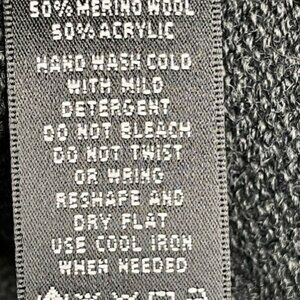 50% MERINO WOOL
50% ACRYLIC
HAND WASH COLD
WITH MILD
DETERGENT
DO NOT BLEACH
DO NOT TWIST
OR WRING
RESHAPE AND
DRY FLAT
USE COOL IRON
WHEN NEEDED